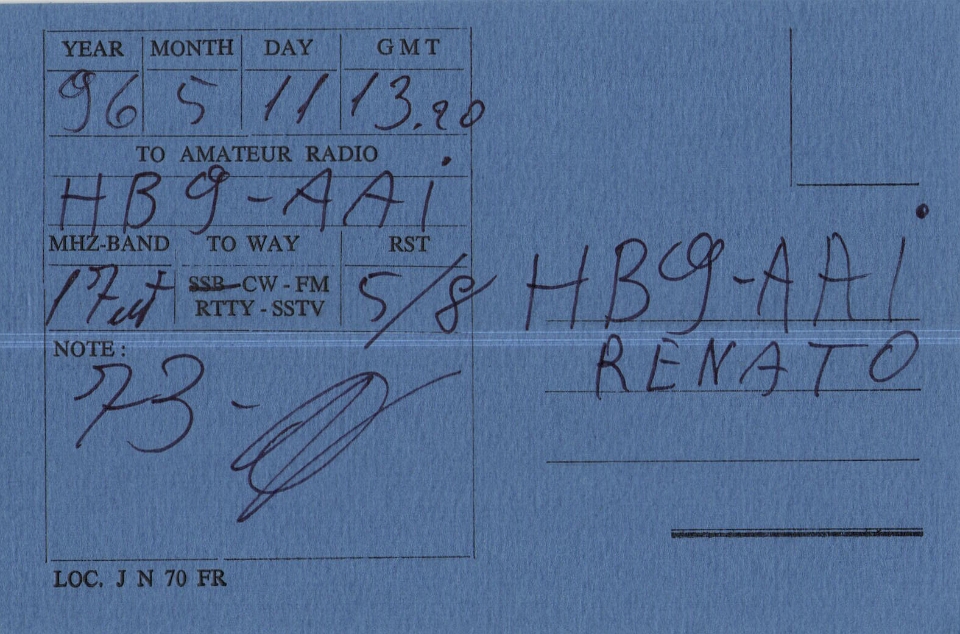 YEAR MONTH DAY GMT
96 5 11 13.20
TO AMATEUR RADIO
HB9-AAi
MHZ-BAND TO WAY RST
17 SSB-CW-FM 5/8
RTTY-SSTV
NOTE:
73-
LOC. J N 70 FR
HB9-AAi
RENATO